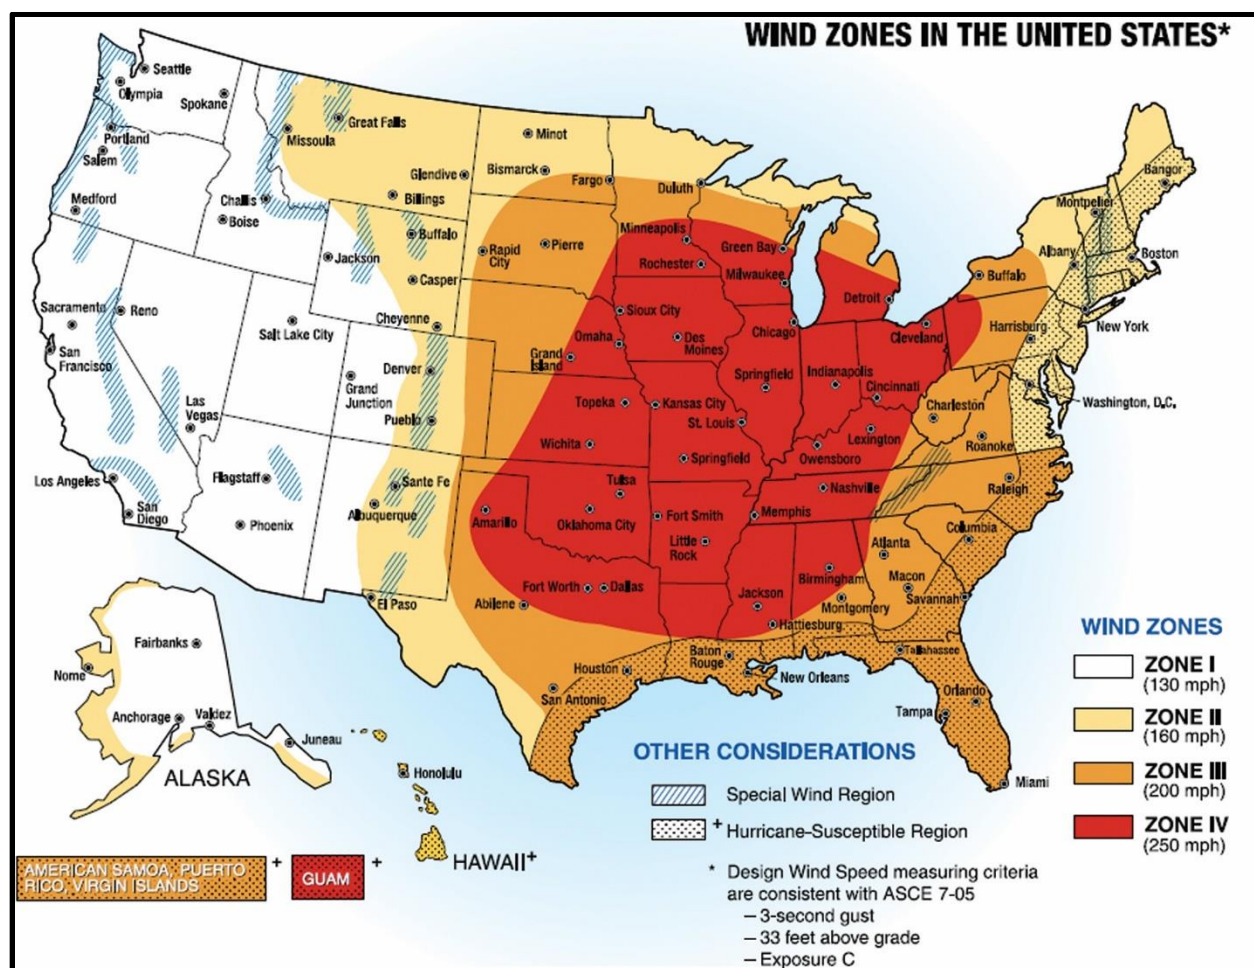 WIND ZONES IN THE UNITED STATES*
Seattle
Olympia
Spokane
Portland
Salem
Medford
Missoula
Great Falls
Glendive
Billings
Challis
Boise
Minot
Bismarck
Fargo
Duluth
Jackson
Buffalo
Casper
Rapid
City
Pierre
Minneapolis
Rochester
Green Bay
Milwaukee
Bangor
Montpelier
Albany
Boston
Buffalo
New York
Sacramento
Reno
San
Francisco
Salt Lake City
Cheyenne
Sioux City
Omaha
Des
Moines
Chicago
Detroit
Cleveland
Harrisburg
Grand
Junction
Denver
Pueblo
Grand
Island
Springfield
Indianapolis
Cincinnati
Washington, D.C.
Las
Vegas
Topeka
Kansas City
St. Louis
Charleston
Lexington
Roanoke
Los Angeles
San
Diego
Flagstaff
Phoenix
Sante Fe
Albuquerque
Wichita
Springfield
Owensboro
Nashville
Raleigh
Amarillo
Tulsa
Oklahoma City
Fort Smith
Little
Rock
Memphis
Columbia
Atlanta
Macon
Savannah
El Paso
Abilene
Fort Worth
Dallas
Jackson
Birmingham
Montgomery
Hattiesburg
Houston
San Antonio
Baton
Rouge
New Orleans
Tallahassee
Orlando
Tampa
Miami
Fairbanks
Nome
Anchorage
Valdez
Juneau
ALASKA
Honolulu
HAWAII+
AMERICAN SAMOA, PUERTO
RICO, VIRGIN ISLANDS
+
GUAM
+
OTHER CONSIDERATIONS
Special Wind Region
+ Hurricane-Susceptible Region
* Design Wind Speed measuring criteria
are consistent with ASCE 7-05
– 3-second gust
– 33 feet above grade
– Exposure C
WIND ZONES
ZONE I
(130 mph)
ZONE II
(160 mph)
ZONE III
(200 mph)
ZONE IV
(250 mph)